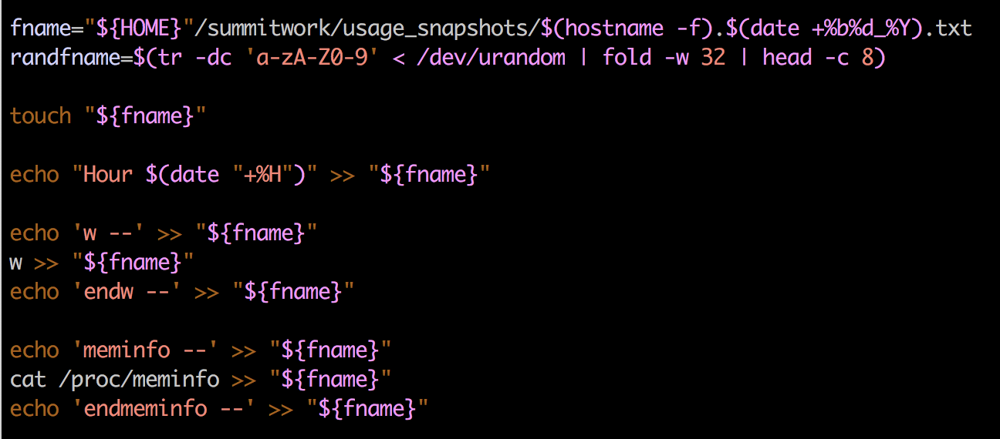 fname="${HOME}"/summitwork/usage_snapshots/$(hostname -f).$(date +%b%d_%Y).txt
randfname=$(tr -dc 'a-zA-Z0-9' < /dev/urandom | fold -w 32 | head -c 8)
touch "${fname}"
echo "Hour $(date "+%H")" >> "${fname}"
echo 'w --' >> "${fname}"
w >> "${fname}"
echo 'endw --' >> "${fname}"
echo 'meminfo --' >> "${fname}"
cat /proc/meminfo >> "${fname}"
echo 'endmeminfo --' >> "${fname}"